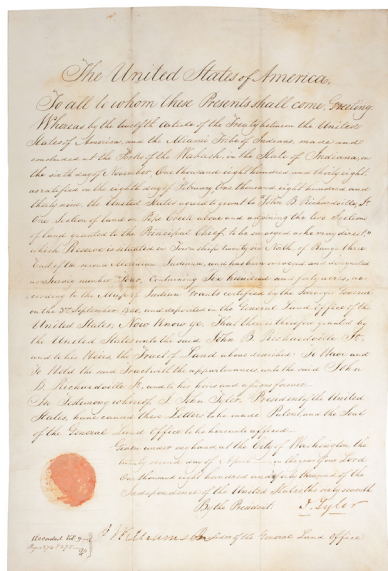 The United States of America,
To all to whom these Presents shall come, Greeting.
Whereas by the twelfth article of the Treaty between the United
States of America, and the Miami Tribe of Indians, made and
concluded at the Forks of the Wabash, in the State of Indiana, on
the sixth day of November, One thousand eight hundred and thirty eight,
as ratified on the eighth day of February, One thousand eight hundred and
thirty nine, the United States agreed to grant to John B. Richardville, Jr.
One section of land on Pipe Creek above and adjoining the two sections
of land granted to the Principal Chief, to be surveyed as he may direct
which Reserve is situated in Township twenty six North of Range three
East of the second Meridian, Indiana, and has been surveyed and designated
as Reserve number Four, Containing Six hundred and forty acres, ac-
cording to the Map of Indian Grants certified by the Surveyor General
on the September and deposited in the General Land Office of the
United States; Now Know ye, That there is therefore granted by
the United States unto the said John B. Richardville Jr.
and to his Heirs the Tract of Land above described: To Have and
To Hold the said Tract with the appurtenances unto the said John
B. Richardville Jr. and to his heirs and assigns forever.
In Testimony whereof, I, John Tyler, President of the United
States, have caused these Letters to be made Patent, and the Seal
of the General Land Office to be hereunto affixed.
Given under my hand at the City of Washington the
twenty second day of in the year of our Lord
One thousand eight hundred and and of the
Independence of the United States the
By the President: J. Tyler
Williamson of the General Land Office
Recorded Vol
Pages 274